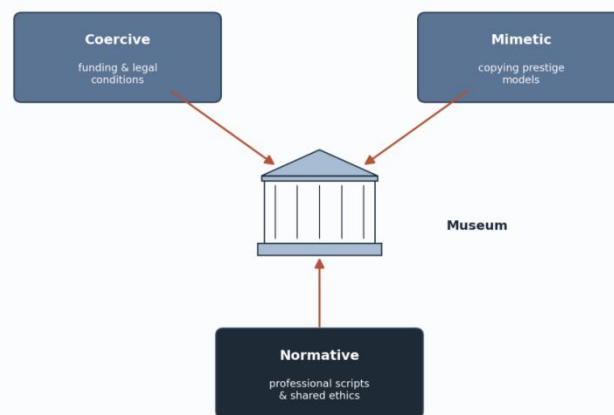 Coercive
funding & legal
conditions
Mimetic
copying prestige
models
Museum
Normative
professional scripts
& shared ethics